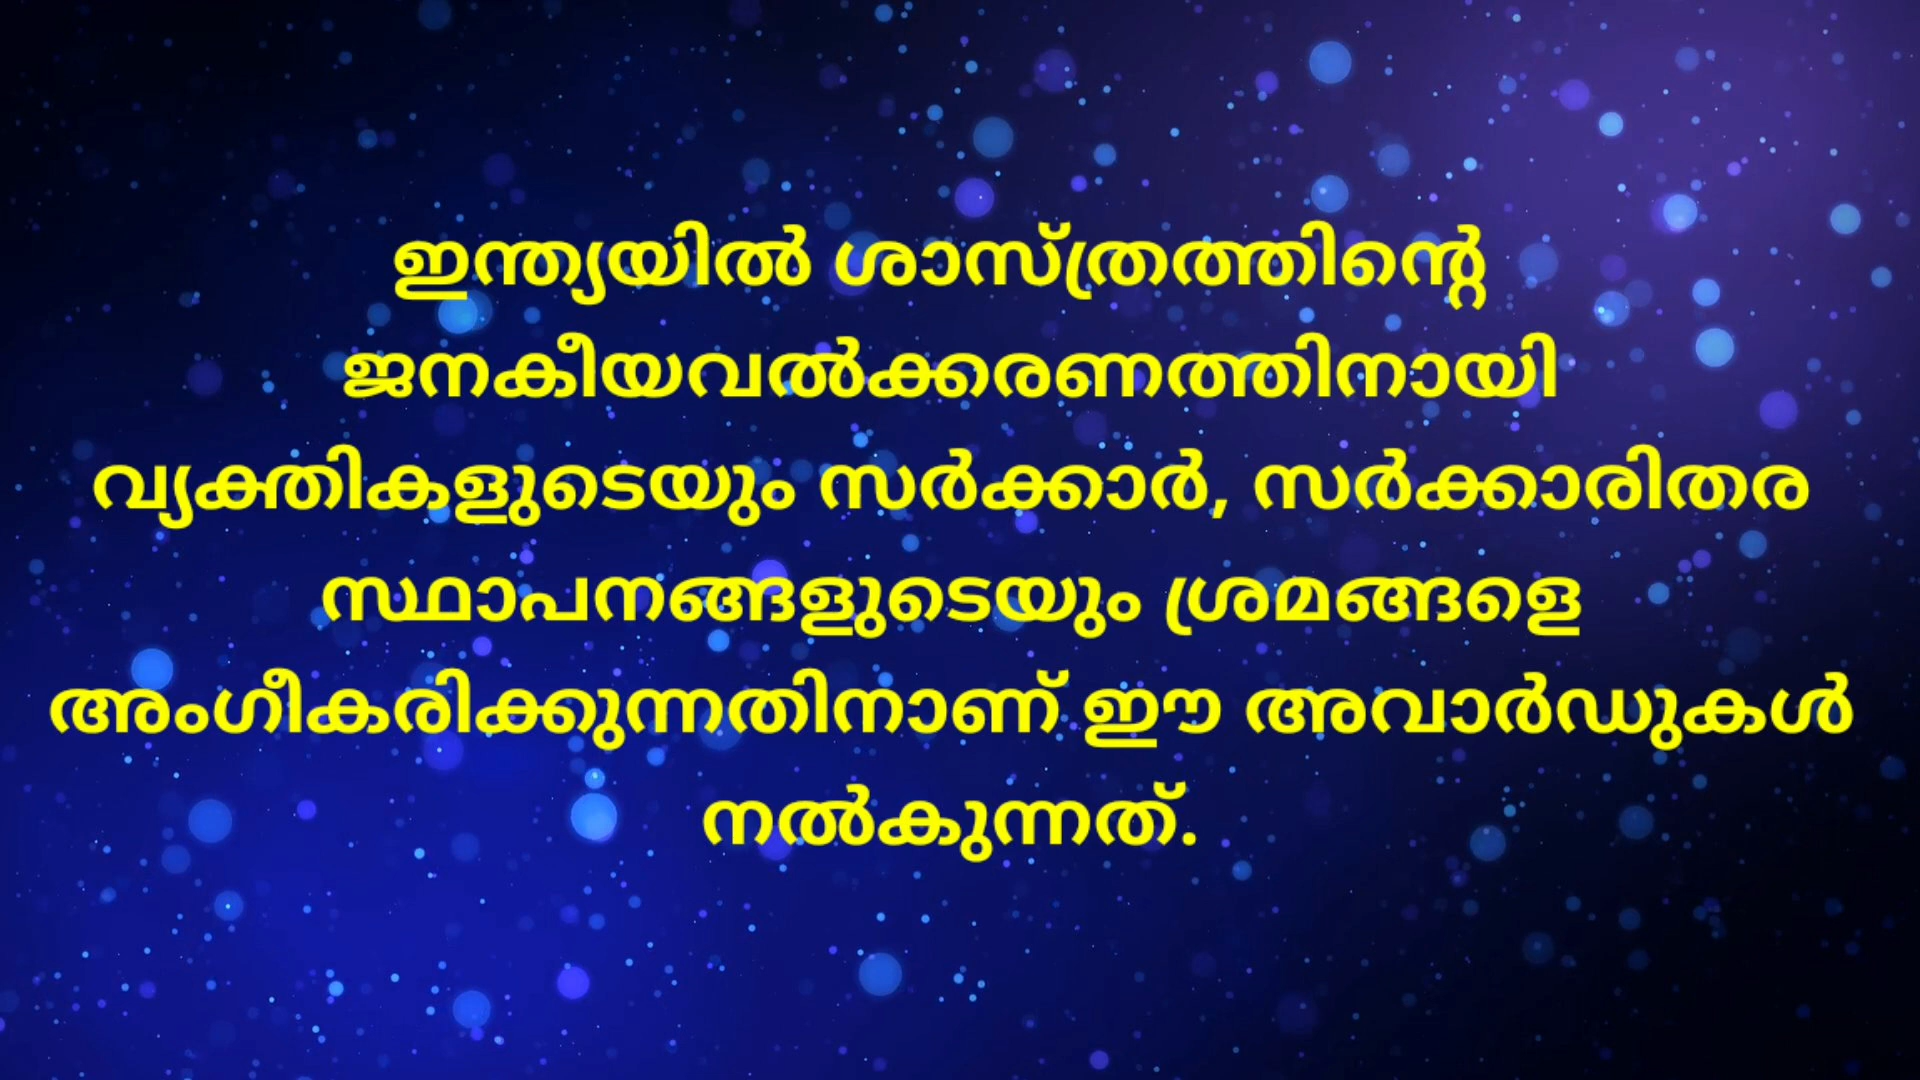 ഇന്ത്യയിൽ ശാസ്ത്രത്തിന്റെ
ജനകീയവൽക്കരണത്തിനായി
വ്യക്തികളുടെയും സർക്കാർ, സർക്കാരിതര
സ്ഥാപനങ്ങളുടെയും ശ്രമങ്ങളെ
അംഗീകരിക്കുന്നതിനാണ് ഈ അവാർഡുകൾ
നൽകുന്നത്.